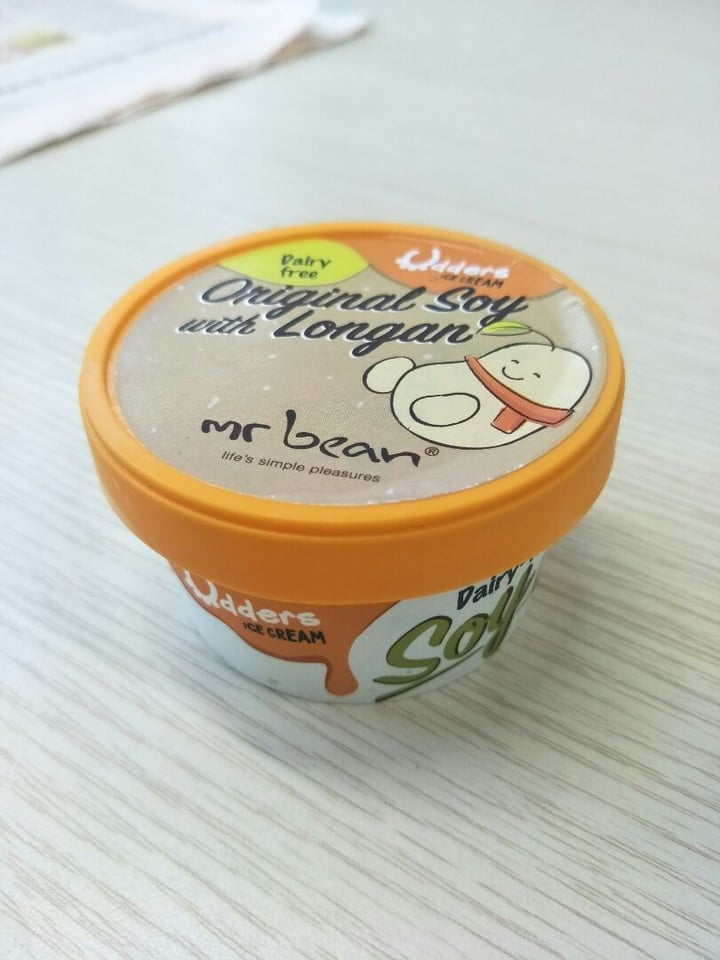 Dairy
free
Udders
ICE CREAM
Original Soy
with Longan
mr bean®
life's simple pleasures
Udders
ICE CREAM
Dairy
Soy